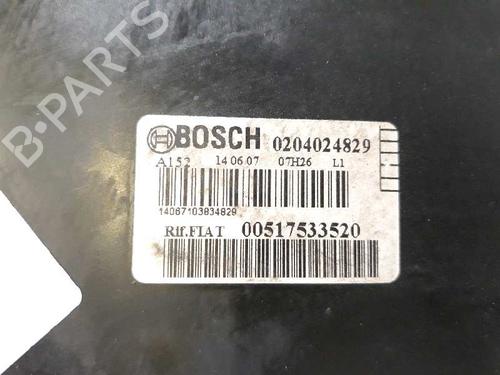 B-PARTS
BOSCH 0204024829
A152 14 06.07 07H26 L1
14067103834829
Rif.FIAT 00517533520